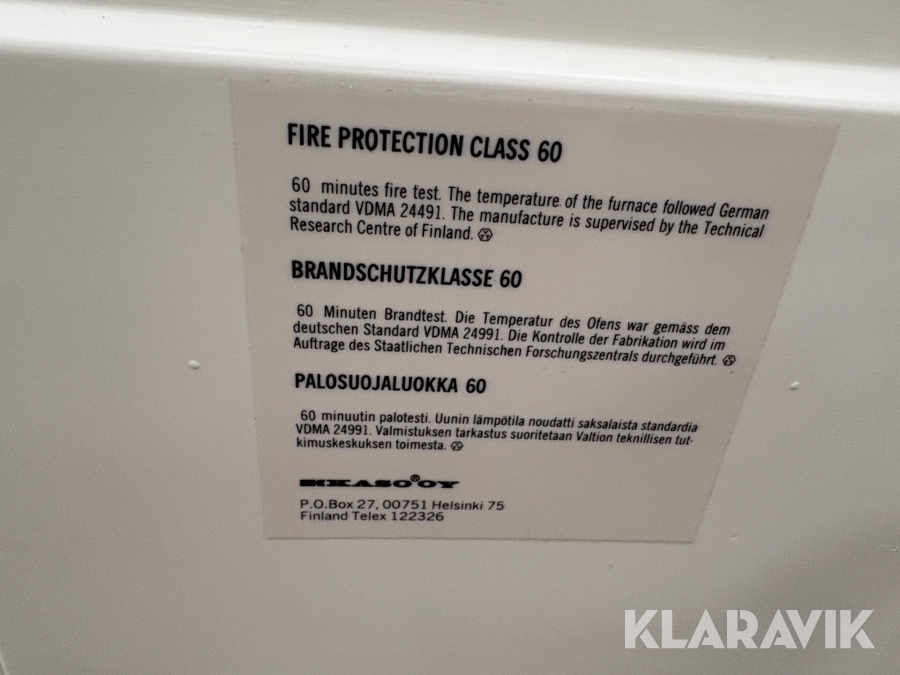 FIRE PROTECTION CLASS 60
60 minutes fire test. The temperature of the furnace followed German
standard VDMA 24491. The manufacture is supervised by the Technical
Research Centre of Finland.
BRANDSCHUTZKLASSE 60
60 Minuten Brandtest. Die Temperatur des Ofens war gemäss dem
deutschen Standard VDMA 24991. Die Kontrolle der Fabrikation wird im
Auftrage des Staatlichen Technischen Forschungszentrals durchgeführt.
PALOSUOJALUOKKA 60
60 minuutin palotesti. Uunin lämpötila noudatti saksalaista standardia
VDMA 24991. Valmistuksen tarkastus suoritetaan Valtion teknillisen tut-
kimuskeskuksen toimesta.
KASO® OY
P.O.Box 27, 00751 Helsinki 75
Finland Telex 122326
KLARAVIK